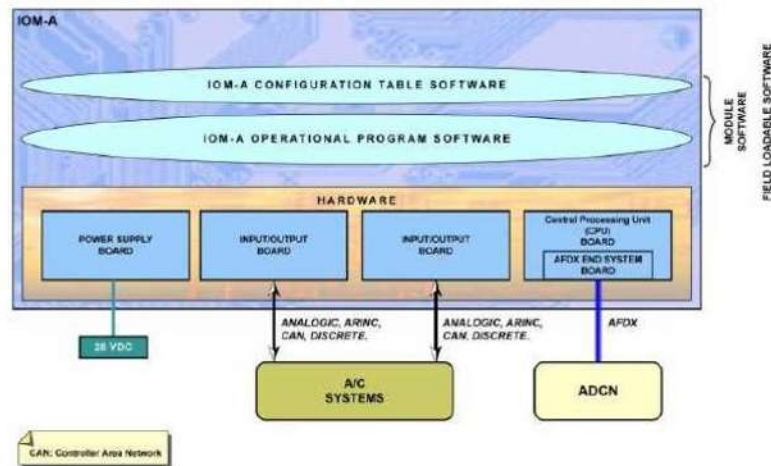 IOM-A
IOM-A CONFIGURATION TABLE SOFTWARE
IOM-A OPERATIONAL PROGRAM SOFTWARE
MODULE
SOFTWARE
FIELD LOADABLE SOFTWARE
HARDWARE
POWER SUPPLY
BOARD
INPUT/OUTPUT
BOARD
INPUT/OUTPUT
BOARD
Central Processing Unit
(CPU)
BOARD
AFDX END SYSTEM
BOARD
28 VDC
ANALOGIC, ARINC,
CAN, DISCRETE.
ANALOGIC, ARINC,
CAN, DISCRETE.
AFDX
A/C
SYSTEMS
ADCN
CAN: Controller Area Network